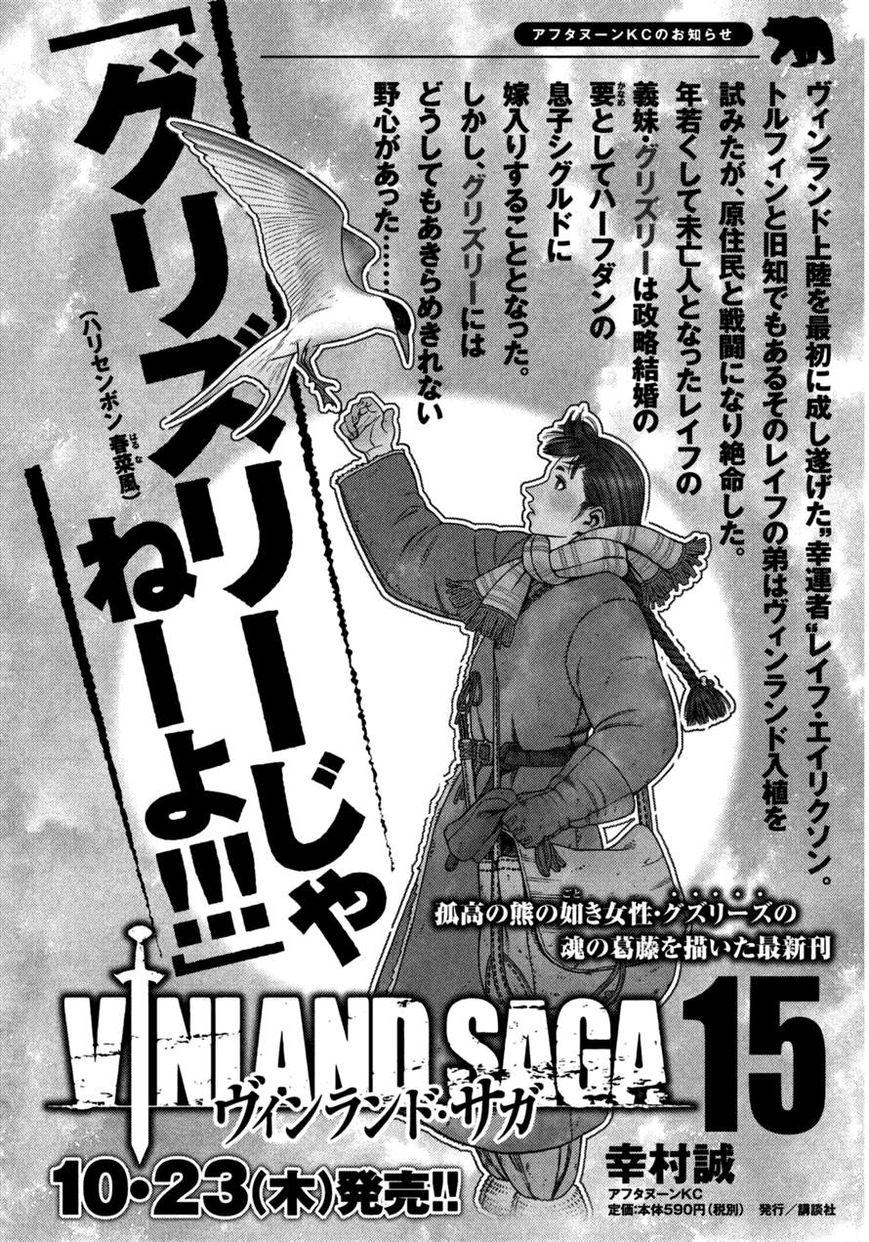 アフタヌーンKCのお知らせ
ヴィンランド上陸を最初に成し遂げた"幸運者"レイフ・エイリクソン。
トルフィンと旧知でもあるそのレイフの弟はヴィンランド入植を
試みたが、原住民と戦闘になり絶命した。
年若くして未亡人となったレイフの
義妹・グリズリーは政略結婚の
要としてハーフダンの
かなめ
息子シグルドに
嫁入りすることとなった。
しかし、グリズリーには
どうしてもあきらめきれない
野心があった………
「グリズリーじゃ
ねーよ!!!」
(ハリセンボン 春菜風)
はるな
孤高の熊の如き女性・グズリーズの
ごと
魂の葛藤を描いた最新刊
VINLAND SAGA
ヴィンランド・サガ
15
10・23(木)発売!!
幸村誠
アフタヌーンKC
定価:本体590円(税別) 発行/講談社